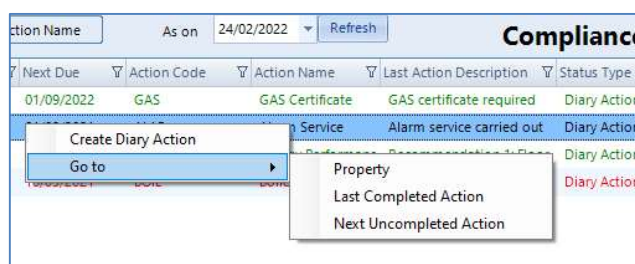 ction Name As on 24/02/2022 Refresh Compliance
Next Due Action Code Action Name Last Action Description Status Type
01/09/2022 GAS GAS Certificate GAS certificate required Diary Action
Service Alarm service carried out Diary Action
Create Diary Action
Diary Action
Go to Property
Diary Action
Last Completed Action
Next Uncompleted Action